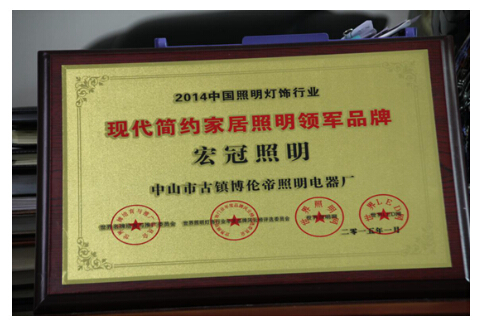 2014中国照明灯饰行业
现代简约家居照明领军品牌
宏冠照明
中山市古镇博伦帝照明电器厂
二零一五年一月